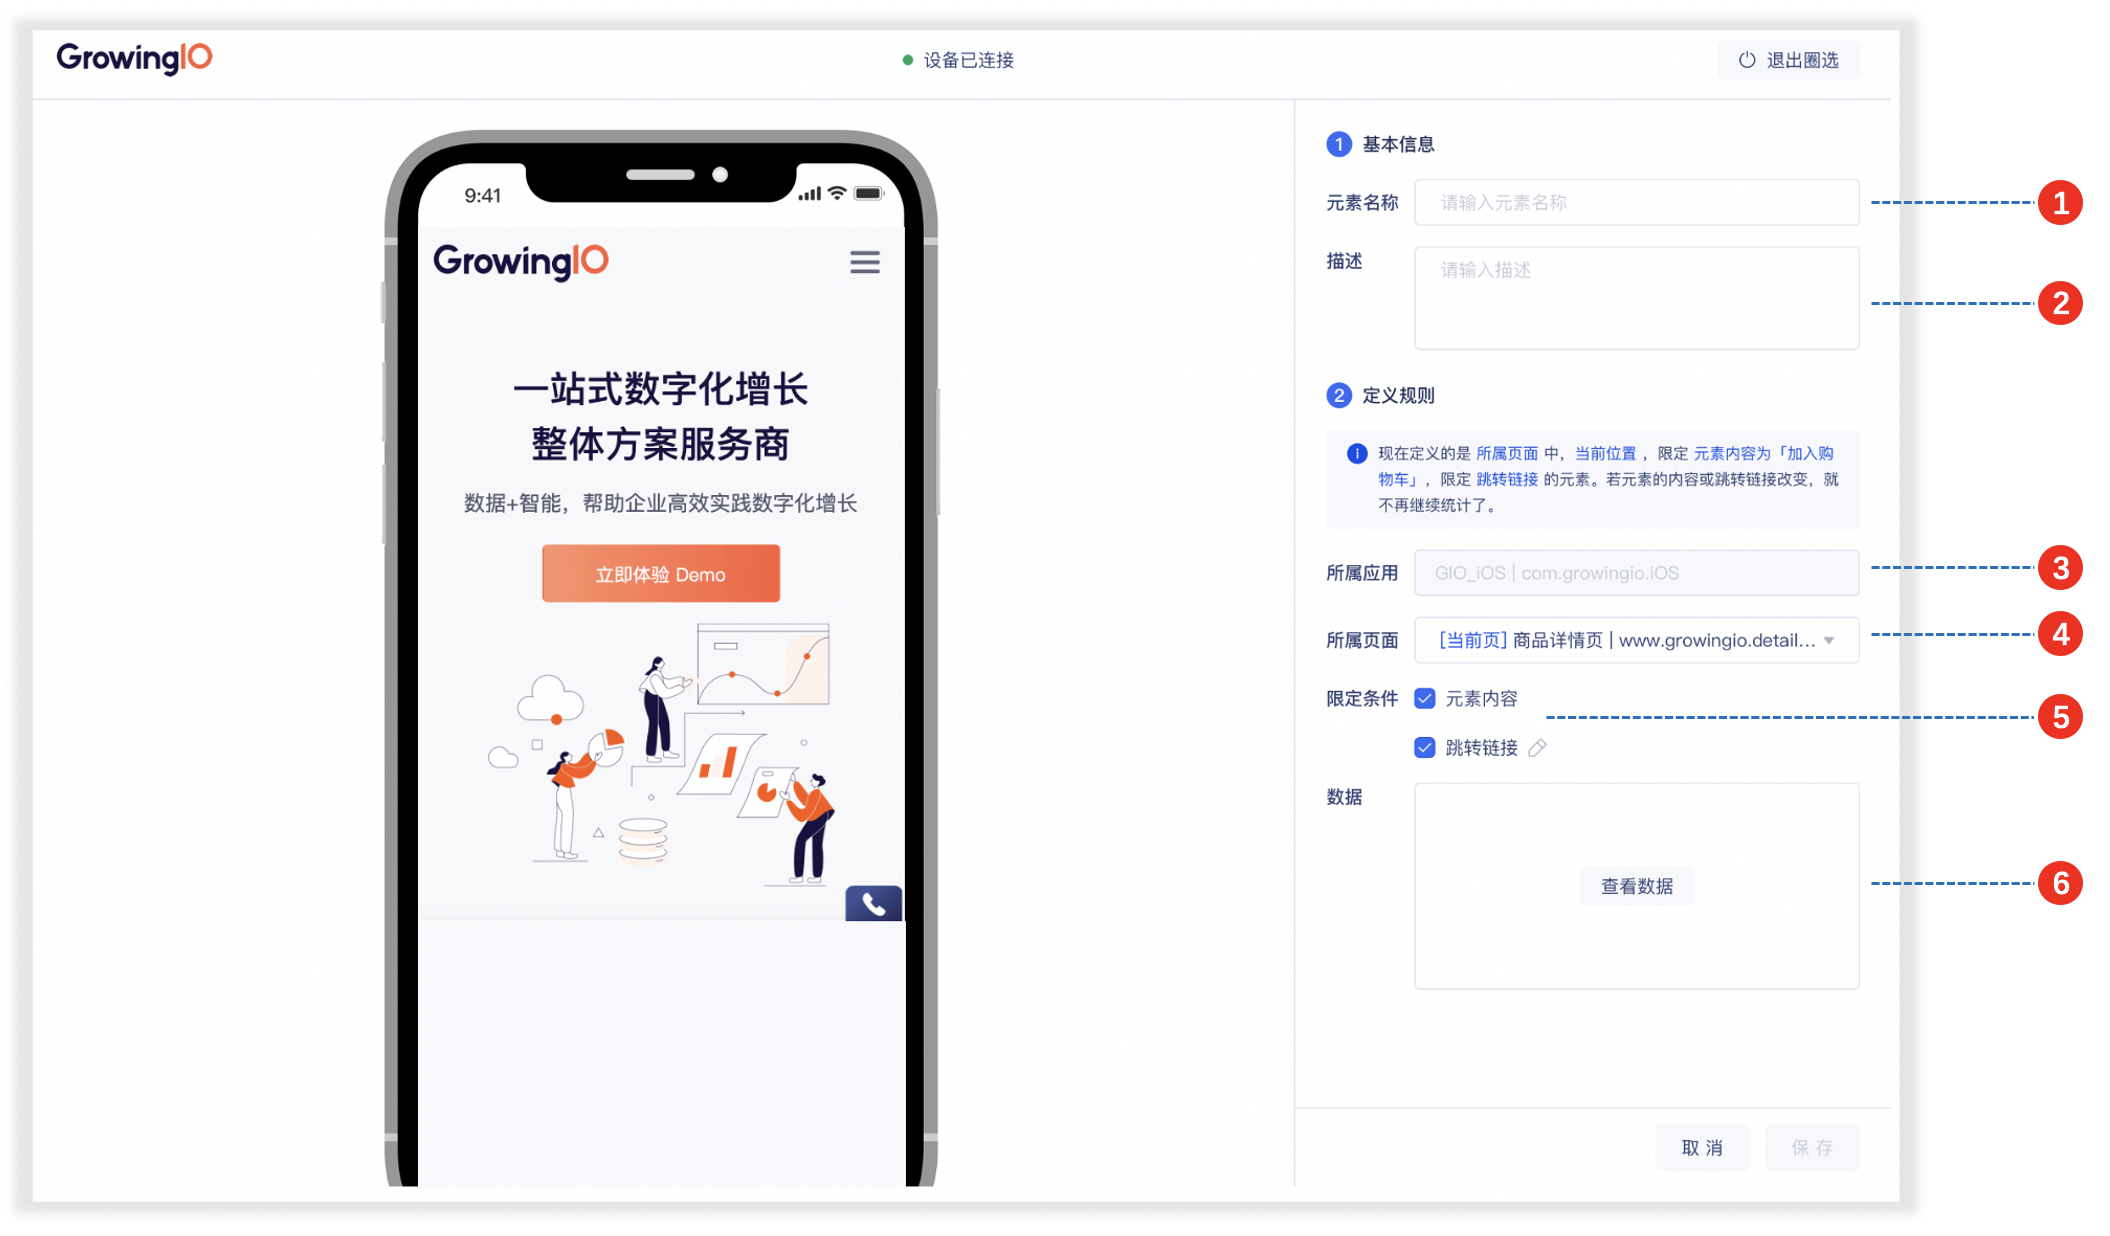 GrowingIO
设备已连接
退出圈选
9:41
GrowingIO
一站式数字化增长
整体方案服务商
数据+智能，帮助企业高效实践数字化增长
立即体验 Demo
1 基本信息
元素名称 请输入元素名称
1
描述 请输入描述
2
2 定义规则
现在定义的是 所属页面 中，当前位置 ，限定 元素内容为「加入购
物车」，限定 跳转链接 的元素。若元素的内容或跳转链接改变，就
不再继续统计了。
所属应用 GIO_iOS | com.growingio.iOS
3
所属页面 [当前页] 商品详情页 | www.growingio.detail...
4
限定条件 元素内容
5
跳转链接
数据
查看数据
6
取 消
保 存